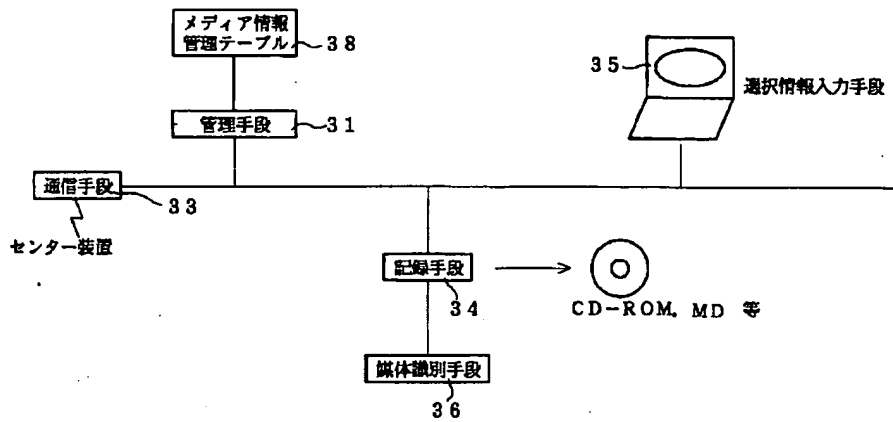 メディア情報
管理テーブル
38
35
選択情報入力手段
管理手段
31
通信手段
33
センター装置
記録手段
34
CD-ROM, MD 等
媒体識別手段
36